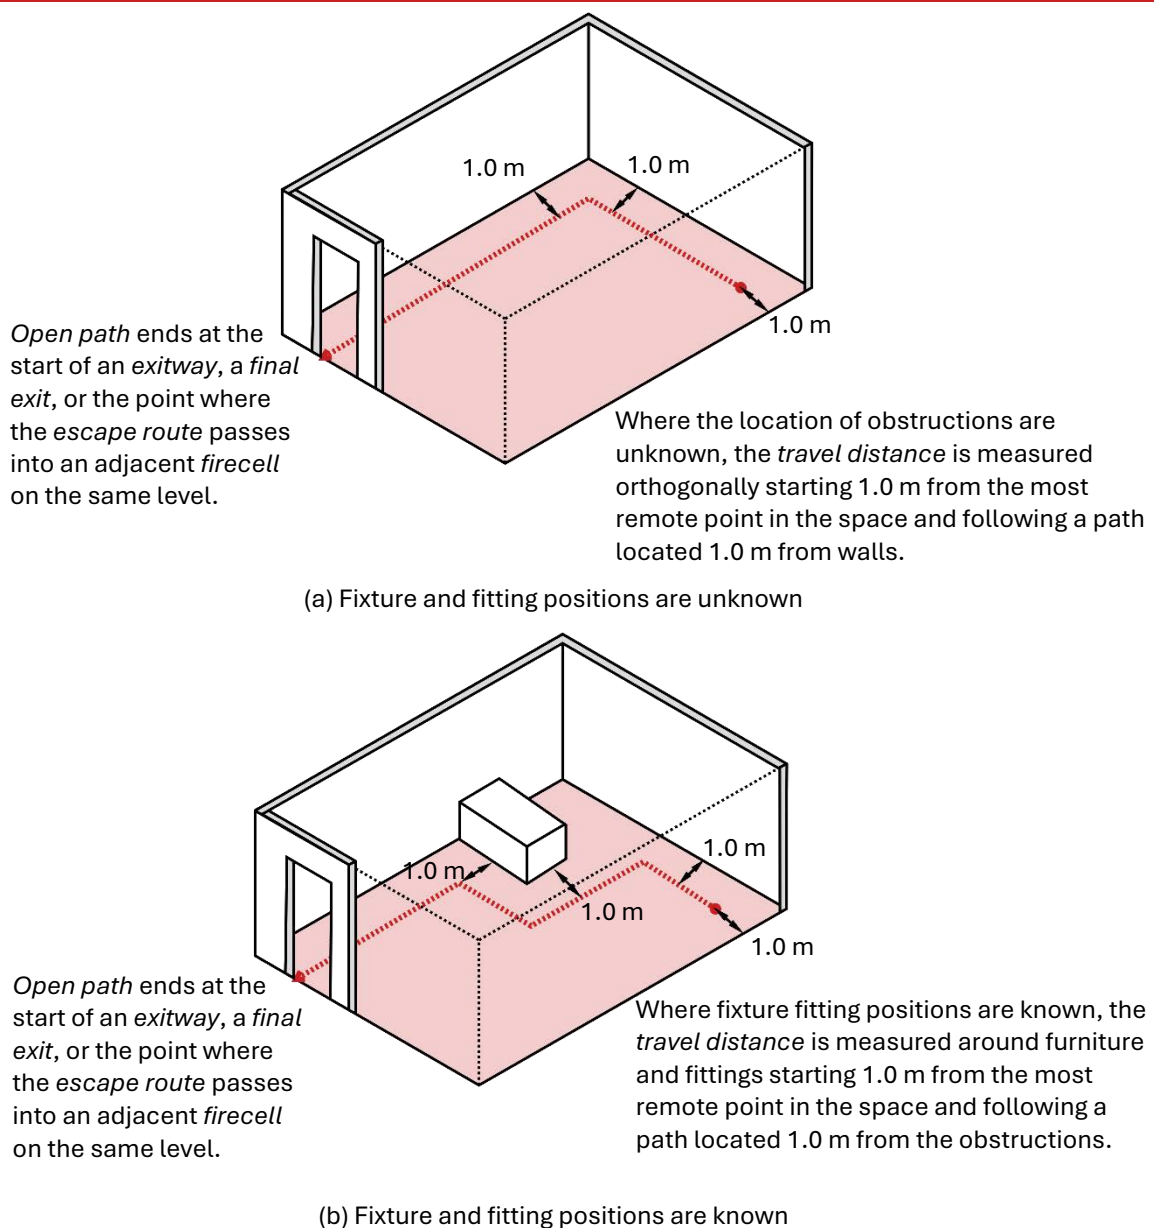 1.0 m
1.0 m
1.0 m
Open path ends at the
start of an exitway, a final
exit, or the point where
the escape route passes
into an adjacent firecell
on the same level.
Where the location of obstructions are
unknown, the travel distance is measured
orthogonally starting 1.0 m from the most
remote point in the space and following a path
located 1.0 m from walls.
(a) Fixture and fitting positions are unknown
1.0 m
1.0 m
1.0 m
1.0 m
Open path ends at the
start of an exitway, a final
exit, or the point where
the escape route passes
into an adjacent firecell
on the same level.
Where fixture fitting positions are known, the
travel distance is measured around furniture
and fittings starting 1.0 m from the most
remote point in the space and following a
path located 1.0 m from the obstructions.
(b) Fixture and fitting positions are known